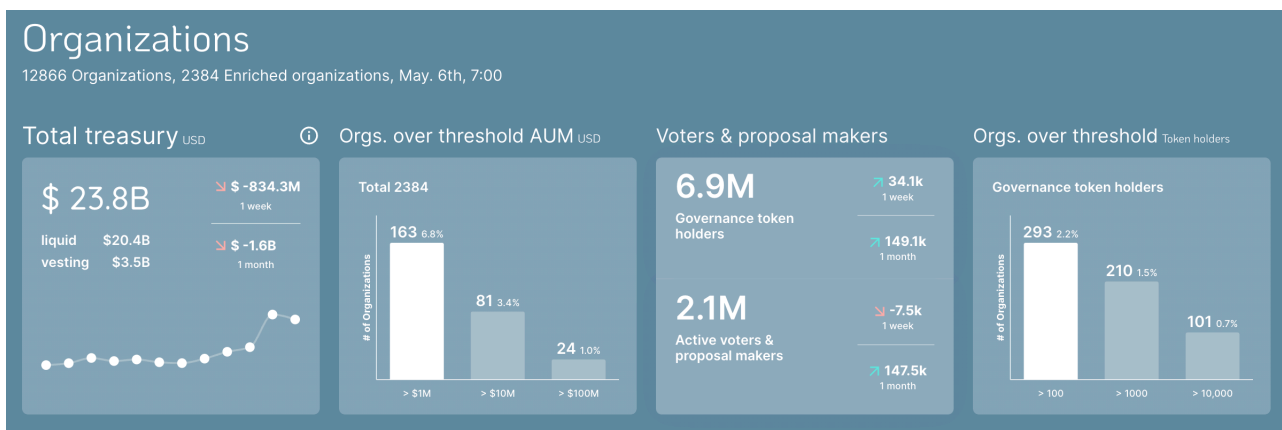 Organizations
12866 Organizations, 2384 Enriched organizations, May. 6th, 7:00
Total treasury USD
$ 23.8B
$ -834.3M
1 week
liquid $20.4B
vesting $3.5B
$ -1.6B
1 month
Orgs. over threshold AUM USD
Total 2384
# of Organizations
163 6.8%
81 3.4%
24 1.0%
> $1M
> $10M
> $100M
Voters & proposal makers
6.9M
Governance token
holders
34.1k
1 week
149.1k
1 month
2.1M
Active voters &
proposal makers
-7.5k
1 week
147.5k
1 month
Orgs. over threshold Token holders
Governance token holders
# of Organizations
293 2.2%
210 1.5%
101 0.7%
> 100
> 1000
> 10,000